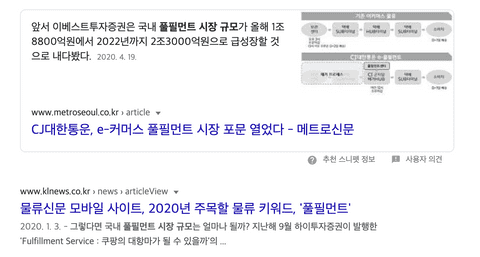 앞서 이베스트투자증권은 국내 풀필먼트 시장 규모가 올해 1조
8800억원에서 2022년까지 2조3000억원으로 급성장할 것
으로 내다봤다. 2020. 4. 19.
www.metroseoul.co.kr › article
CJ대한통운, e-커머스 풀필먼트 시장 포문 열었다 - 메트로신문
추천 스니펫 정보
사용자 의견
www.klnews.co.kr › news › articleView
물류신문 모바일 사이트, 2020년 주목할 물류 키워드, '풀필먼트'
2020. 1. 3. - 그렇다면 국내 풀필먼트 시장 규모는 얼마나 될까? 지난해 9월 하이투자증권이 발행한
'Fulfillment Service : 쿠팡의 대항마가 될 수 있을까'의 ...